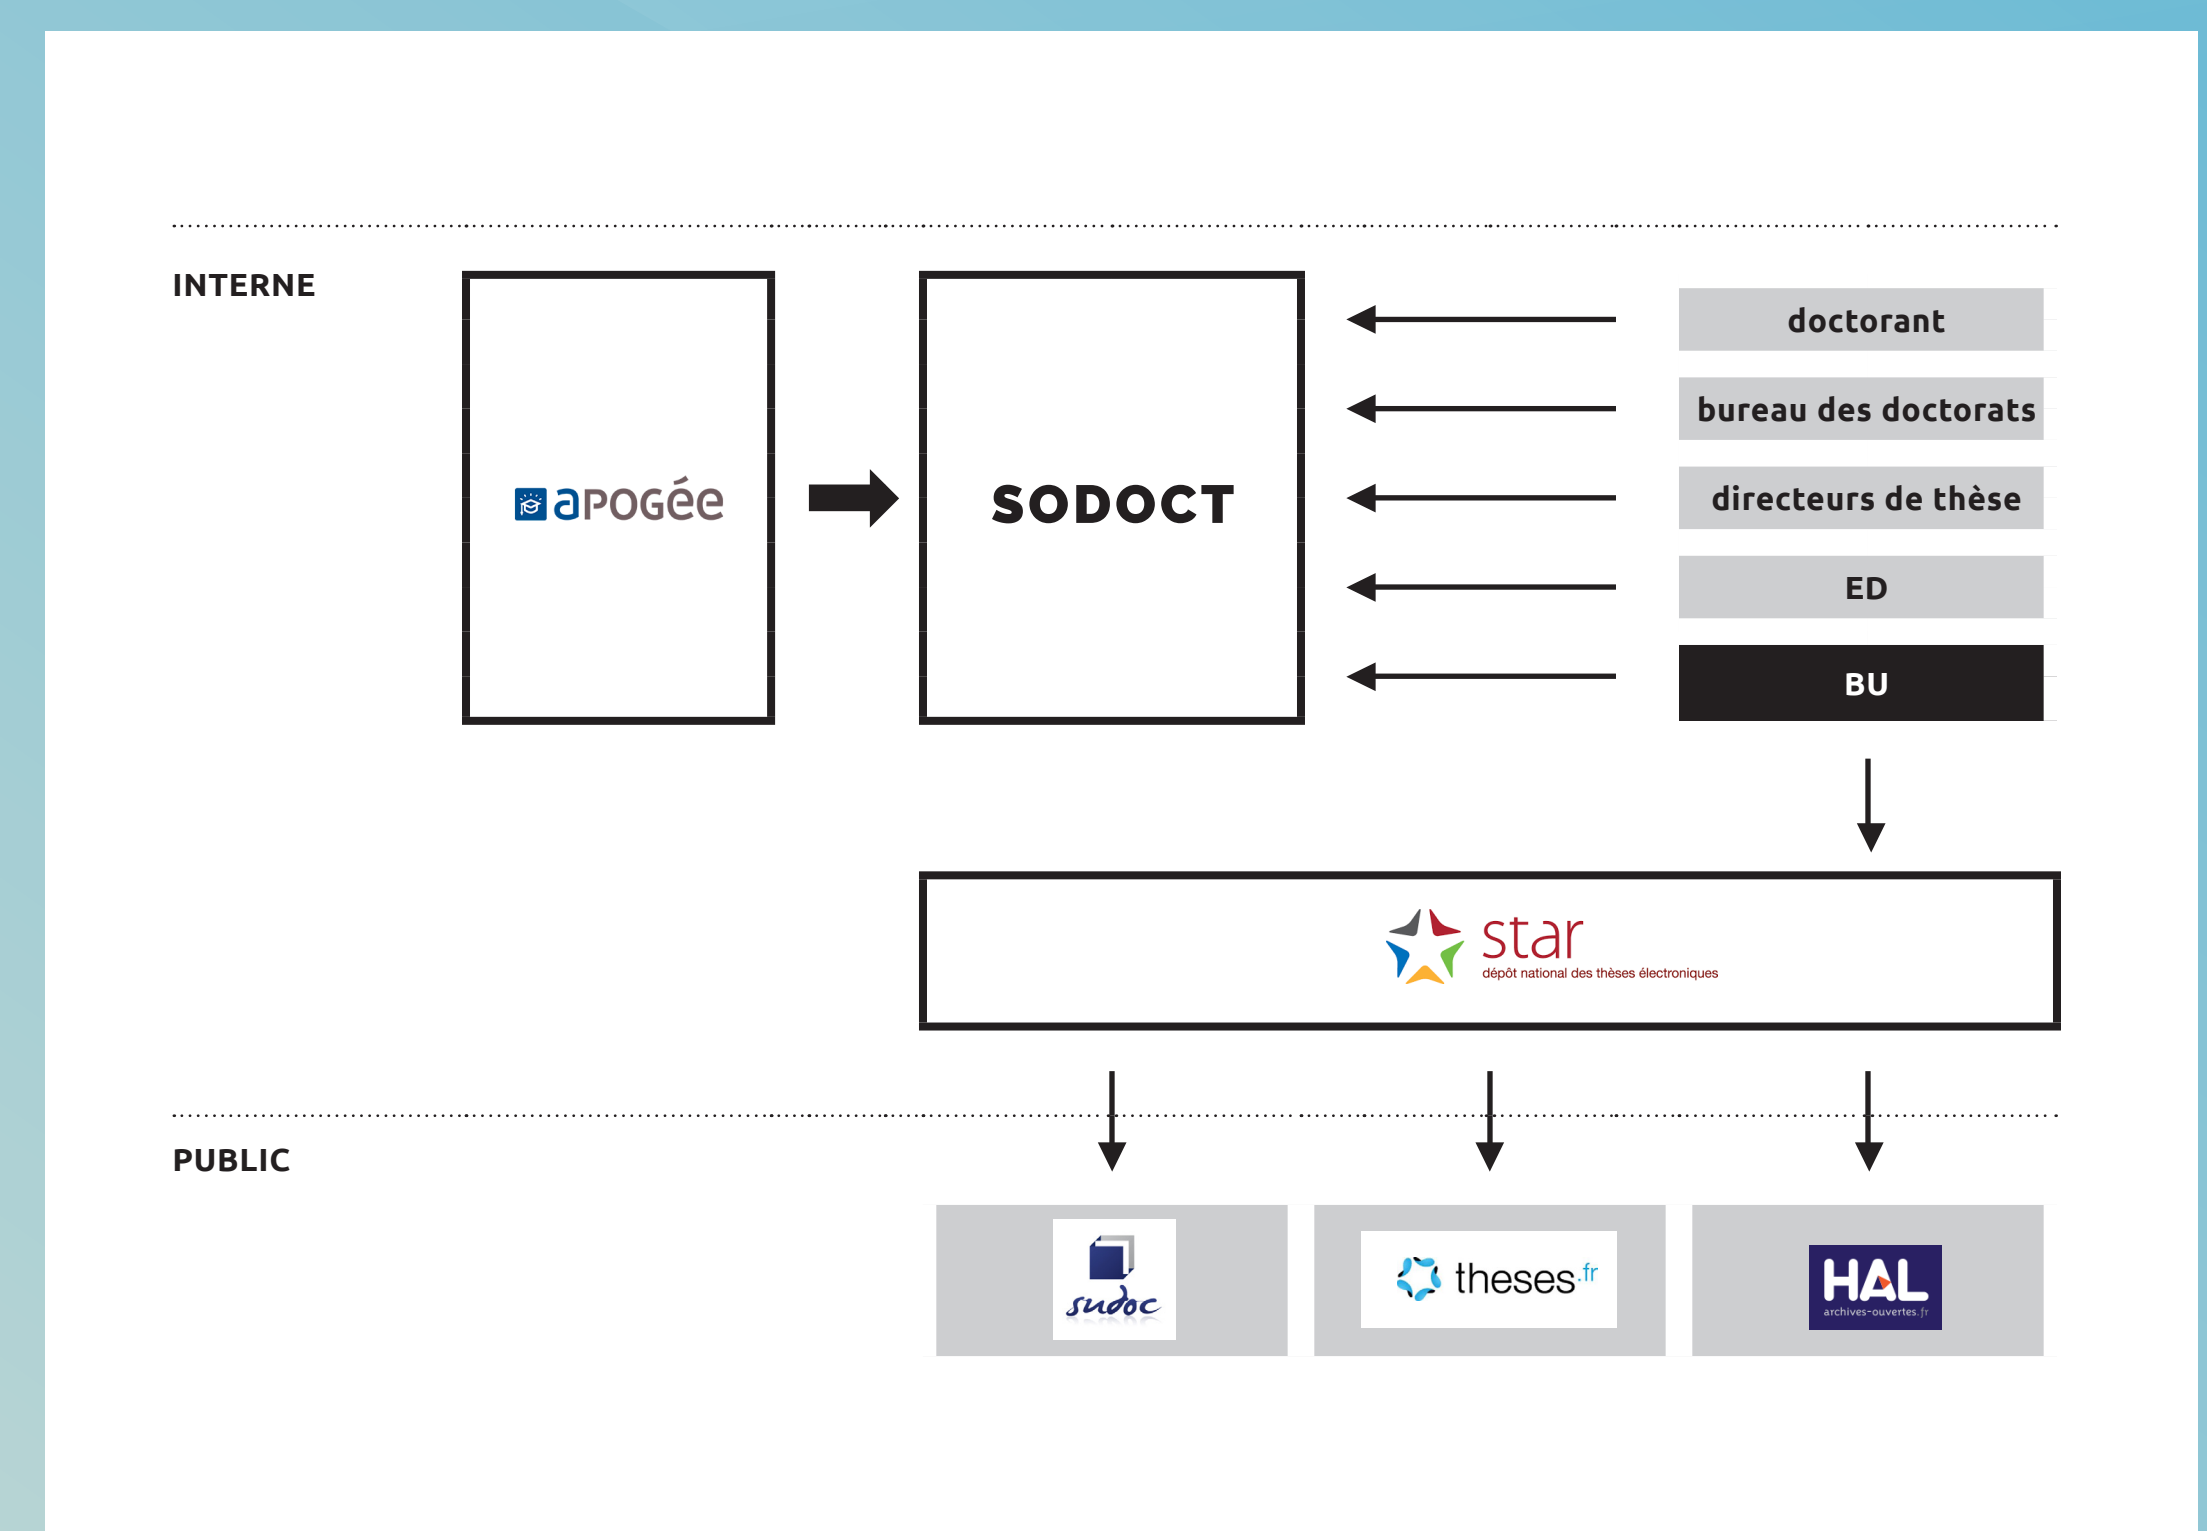 INTERNE
apogée
SODOCT
doctorant
bureau des doctorats
directeurs de thèse
ED
BU
star
dépôt national des thèses électroniques
PUBLIC
sudoc
theses.fr
HAL
archives-ouvertes.fr